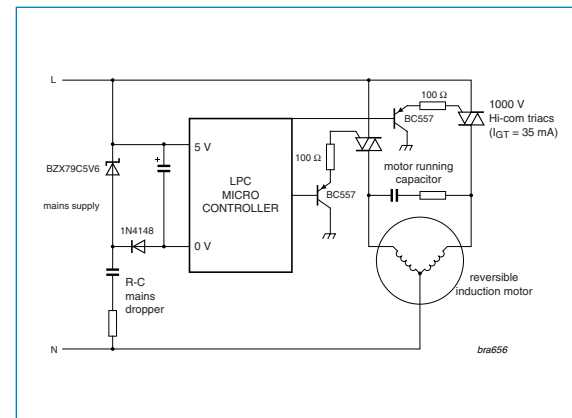 L
100 Ω
1000 V
Hi-com triacs
(IGT = 35 mA)
BC557
5 V
100 Ω
BZX79C5V6
LPC
MICRO
CONTROLLER
motor running
capacitor
BC557
mains supply
1N4148
0 V
R-C
mains
dropper
reversible
induction motor
N
bra656